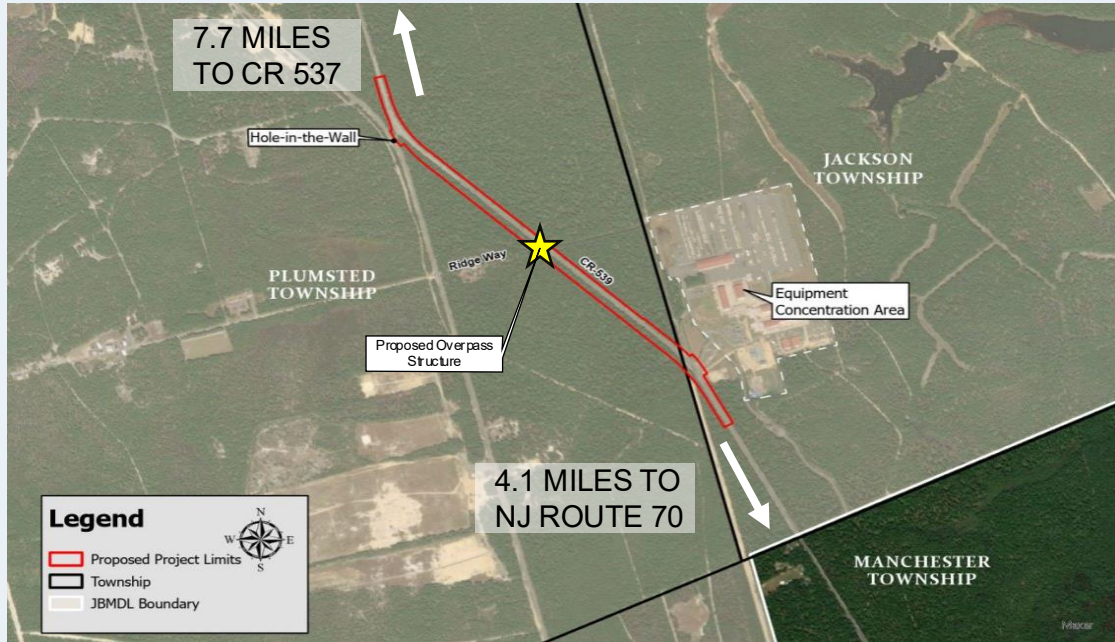 7.7 MILES
TO CR 537
Hole-in-the-Wall
JACKSON
TOWNSHIP
Ridge Way
CR-539
PLUMSTED
TOWNSHIP
Equipment
Concentration Area
Proposed Overpass
Structure
4.1 MILES TO
NJ ROUTE 70
Legend
N
W
E
S
Proposed Project Limits
Township
JBMDL Boundary
MANCHESTER
TOWNSHIP
Maxar